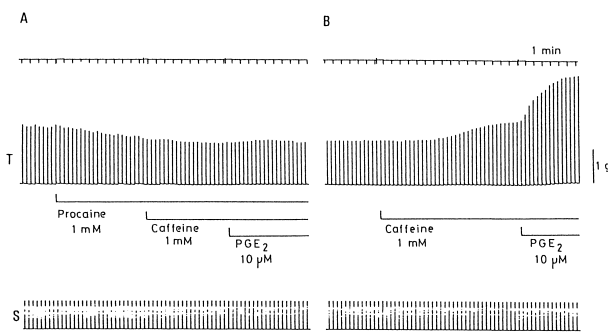 A
B
1 min
T
1 g
Procaine
1 mM
Caffeine
1 mM
PGE2
10 µM
Caffeine
1 mM
PGE2
10 µM
S